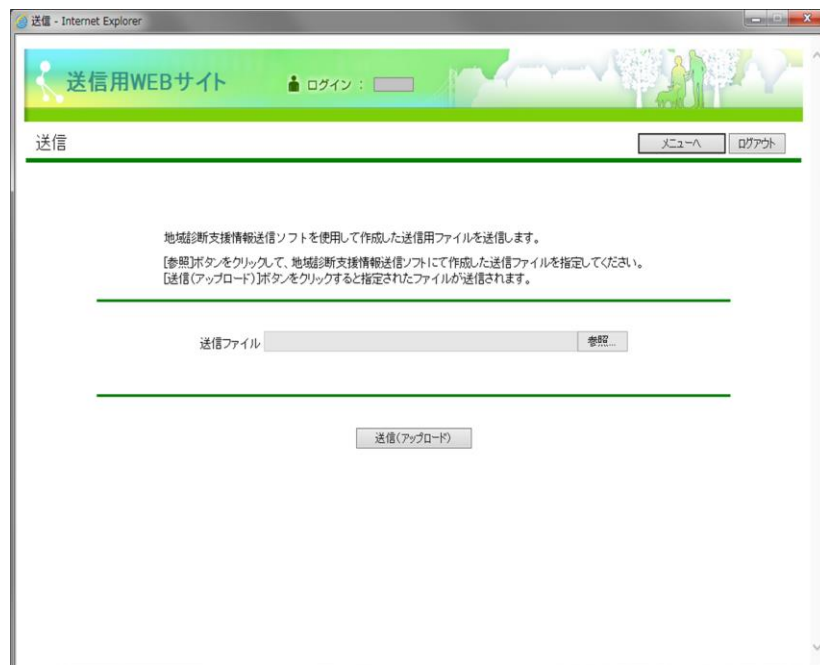 送信 - Internet Explorer
送信用WEBサイト
ログイン :
送信
メニューへ
ログアウト
地域診断支援情報送信ソフトを使用して作成した送信用ファイルを送信します。
[参照]ボタンをクリックして、地域診断支援情報送信ソフトにて作成した送信ファイルを指定してください。
[送信(アップロード)]ボタンをクリックすると指定されたファイルが送信されます。
送信ファイル
参照...
送信(アップロード)